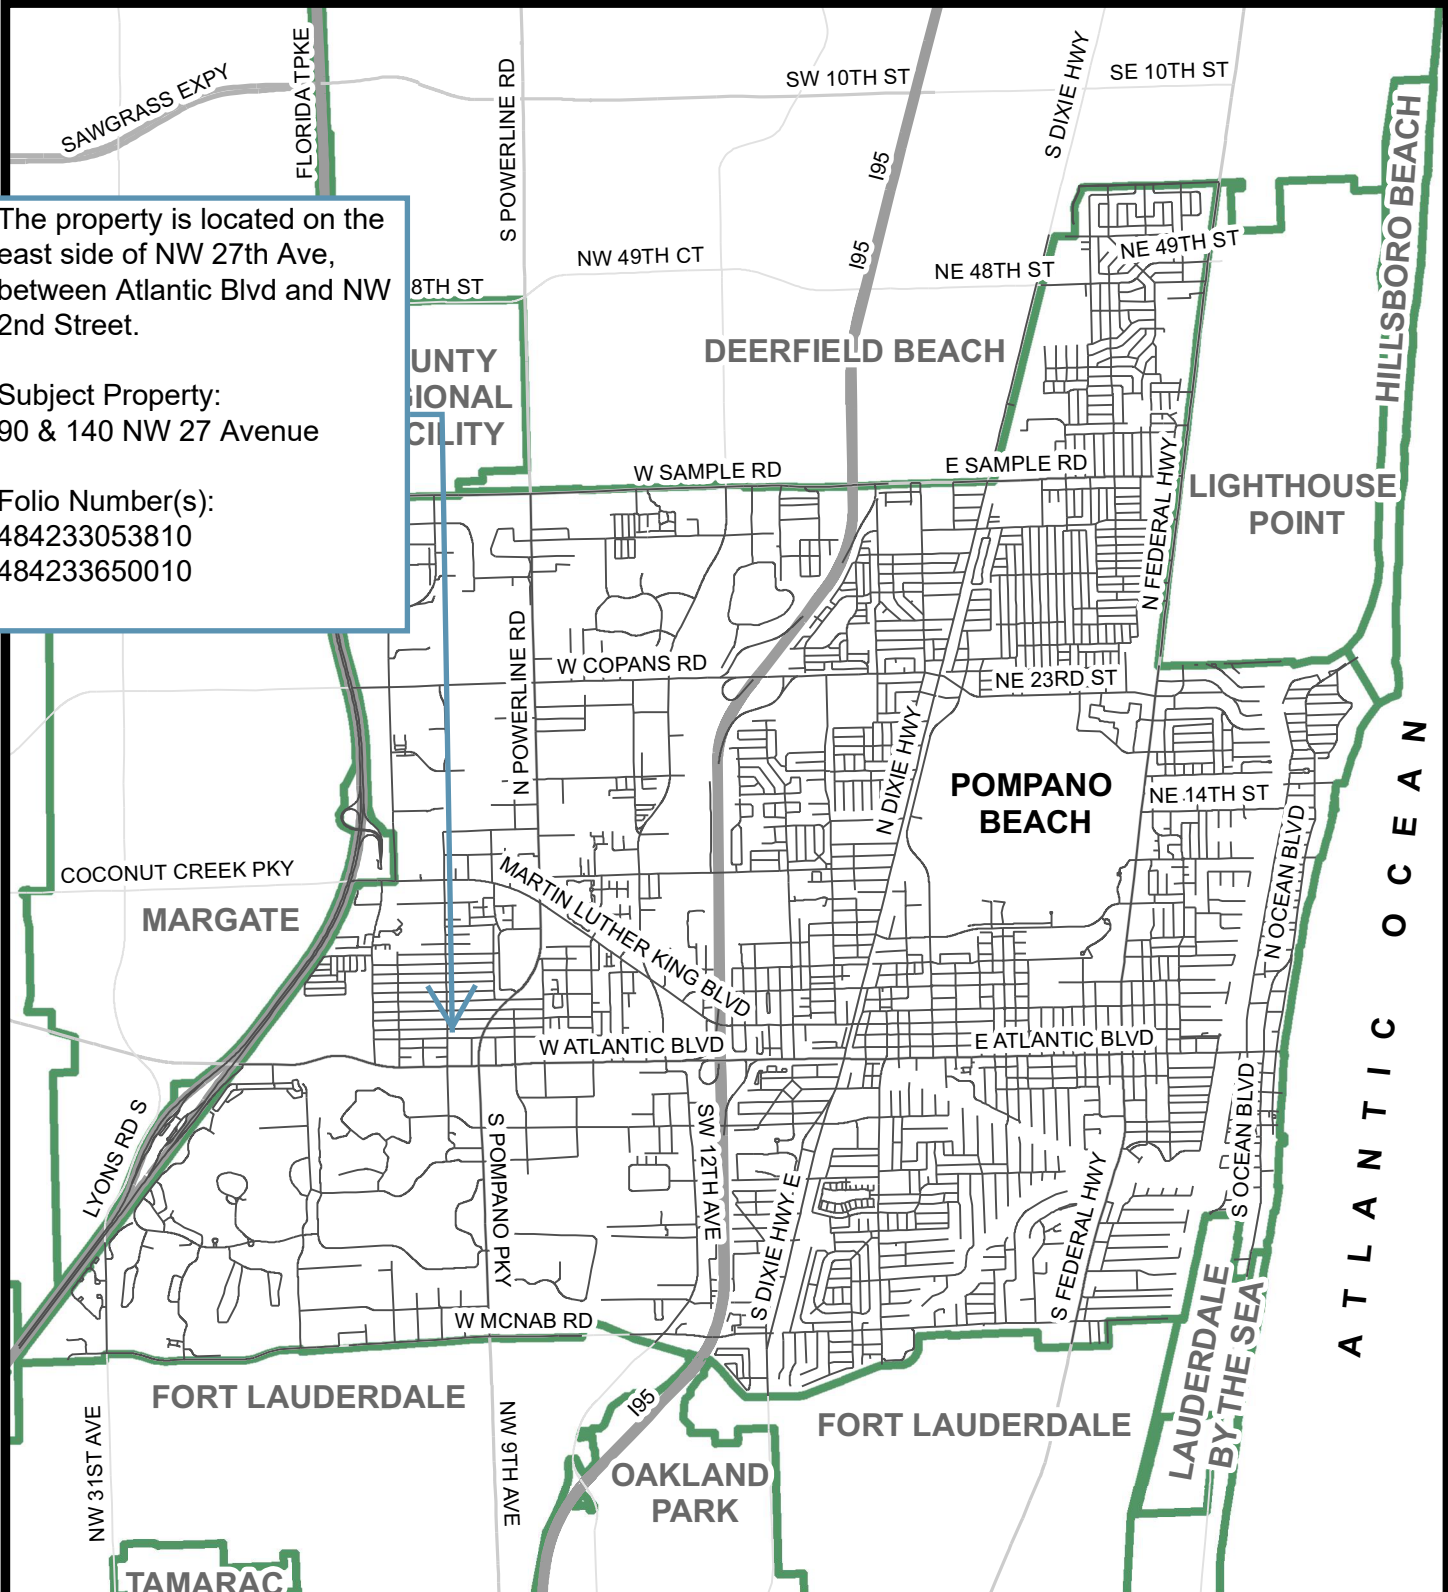 SAWGRASS EXPY
FLORIDA TPKE
S POWERLINE RD
SW 10TH ST
SE 10TH ST
S DIXIE HWY
I95
I95
HILLSBORO BEACH
The property is located on the
east side of NW 27th Ave,
between Atlantic Blvd and NW
2nd Street.
Subject Property:
90 & 140 NW 27 Avenue
Folio Number(s):
484233053810
484233650010
NW 49TH CT
NE 48TH ST
NE 49TH ST
8TH ST
UNTY
IONAL
CILITY
DEERFIELD BEACH
W SAMPLE RD
E SAMPLE RD
N FEDERAL HWY
LIGHTHOUSE
POINT
N POWERLINE RD
W COPANS RD
NE 23RD ST
N DIXIE HWY
POMPANO
BEACH
NE 14TH ST
N OCEAN BLVD
ATLANTIC OCEAN
COCONUT CREEK PKY
MARGATE
MARTIN LUTHER KING BLVD
W ATLANTIC BLVD
E ATLANTIC BLVD
LYONS RD S
S POMPANO PKY
SW 12TH AVE
S DIXIE HWY E
S FEDERAL HWY
S OCEAN BLVD
W MCNAB RD
LAUDERDALE
BY THE SEA
FORT LAUDERDALE
FORT LAUDERDALE
I95
NW 31ST AVE
NW 9TH AVE
OAKLAND
PARK
TAMARAC